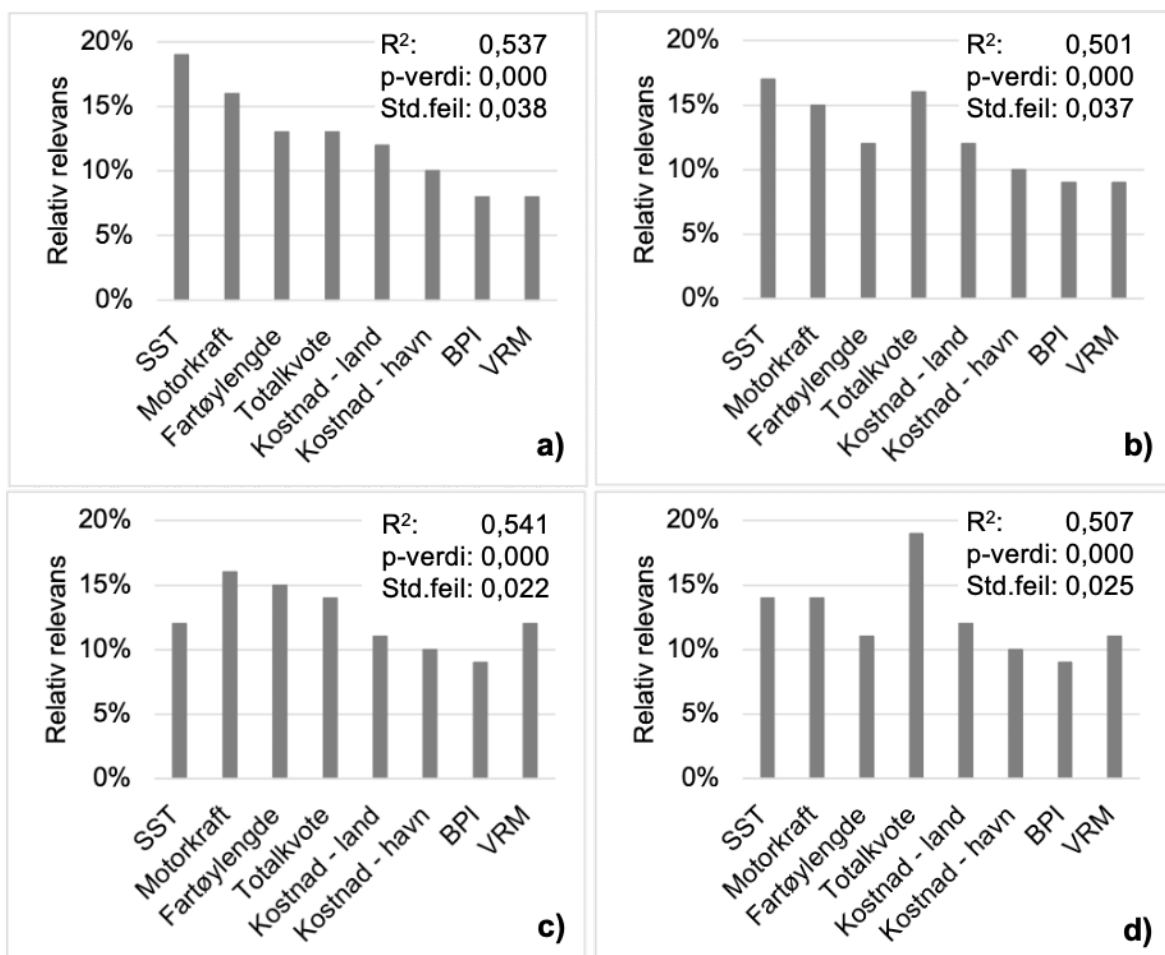 20%
15%
10%
5%
0%
Relativ relevans
R²: 0,537
p-verdi: 0,000
Std.feil: 0,038
SST
Motorkraft
Fartøylengde
Totalkvote
Kostnad - land
Kostnad - havn
BPI
VRM
a)
20%
15%
10%
5%
0%
Relativ relevans
R²: 0,501
p-verdi: 0,000
Std.feil: 0,037
SST
Motorkraft
Fartøylengde
Totalkvote
Kostnad - land
Kostnad - havn
BPI
VRM
b)
20%
15%
10%
5%
0%
Relativ relevans
R²: 0,541
p-verdi: 0,000
Std.feil: 0,022
SST
Motorkraft
Fartøylengde
Totalkvote
Kostnad - land
Kostnad - havn
BPI
VRM
c)
20%
15%
10%
5%
0%
Relativ relevans
R²: 0,507
p-verdi: 0,000
Std.feil: 0,025
SST
Motorkraft
Fartøylengde
Totalkvote
Kostnad - land
Kostnad - havn
BPI
VRM
d)